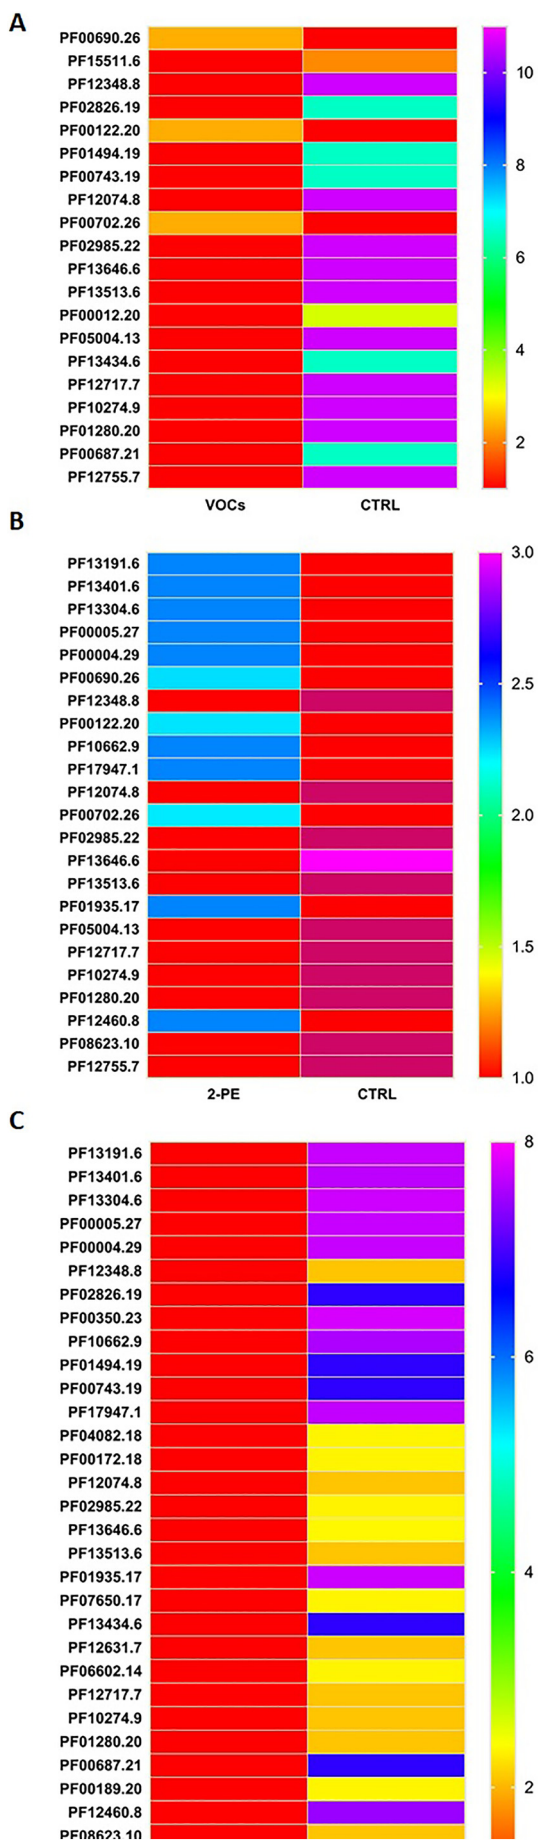 A
PF00690.26
PF15511.6
PF12348.8
PF02826.19
PF00122.20
PF01494.19
PF00743.19
PF12074.8
PF00702.26
PF02985.22
PF13646.6
PF13513.6
PF00012.20
PF05004.13
PF13434.6
PF12717.7
PF10274.9
PF01280.20
PF00687.21
PF12755.7
10
8
6
4
2
VOCs CTRL
B
PF13191.6
PF13401.6
PF13304.6
PF00005.27
PF00004.29
PF00690.26
PF12348.8
PF00122.20
PF10662.9
PF17947.1
PF12074.8
PF00702.26
PF02985.22
PF13646.6
PF13513.6
PF01935.17
PF05004.13
PF12717.7
PF10274.9
PF01280.20
PF12460.8
PF08623.10
PF12755.7
3.0
2.5
2.0
1.5
1.0
2-PE CTRL
C
PF13191.6
PF13401.6
PF13304.6
PF00005.27
PF00004.29
PF12348.8
PF02826.19
PF00350.23
PF10662.9
PF01494.19
PF00743.19
PF17947.1
PF04082.18
PF00172.18
PF12074.8
PF02985.22
PF13646.6
PF13513.6
PF01935.17
PF07650.17
PF13434.6
PF12631.7
PF06602.14
PF12717.7
PF10274.9
PF01280.20
PF00687.21
PF00189.20
PF12460.8
PF08623.10
8
6
4
2